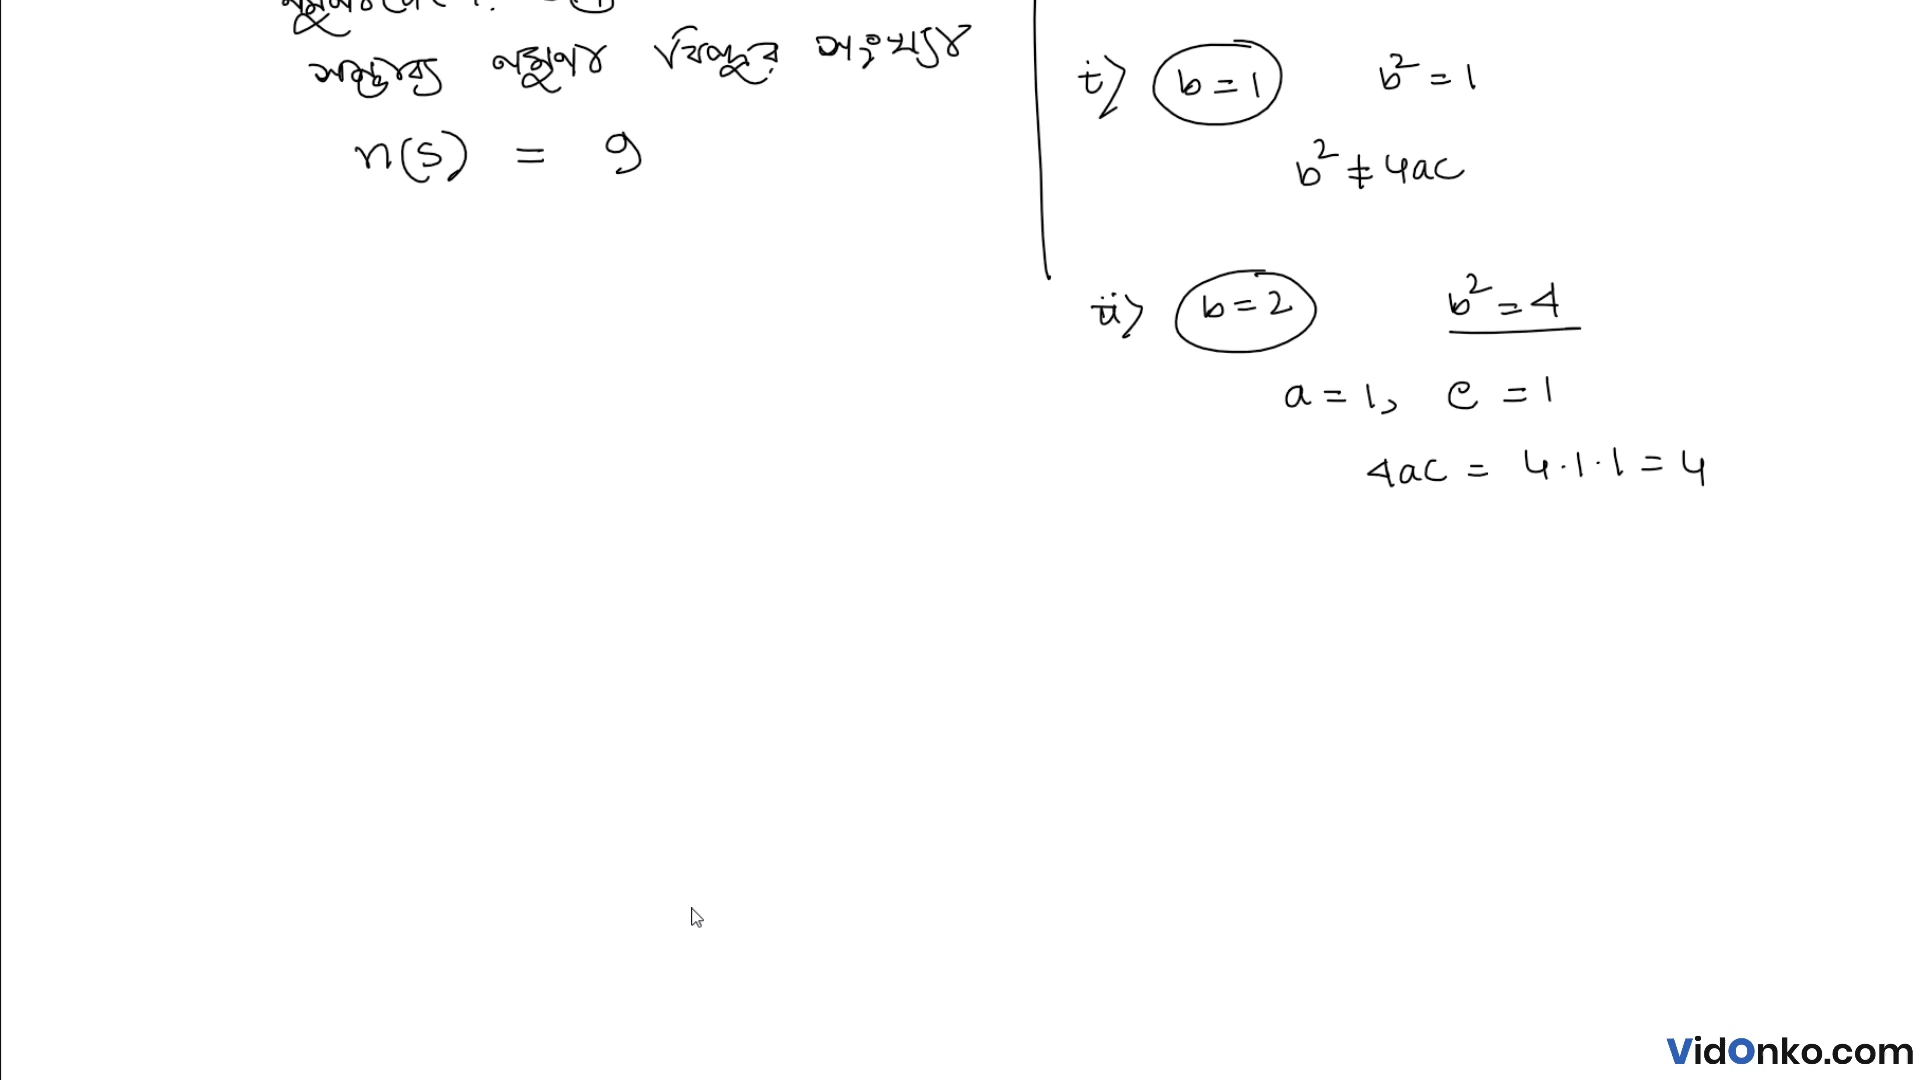 সম্ভাব্য নমুনা বিন্দুর সংখ্যা
n(s) = 9
i) b = 1 b² = 1
b² ≠ 4ac
ii) b = 2 b² = 4
a = 1, c = 1
4ac = 4·1·1 = 4
VidOnko.com